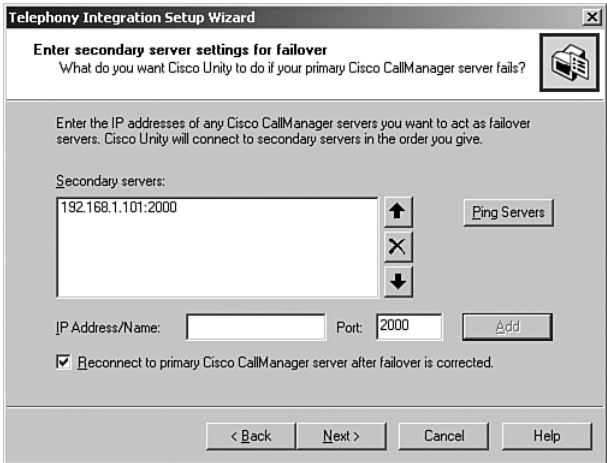 Telephony Integration Setup Wizard
Enter secondary server settings for failover
What do you want Cisco Unity to do if your primary Cisco CallManager server fails?
Enter the IP addresses of any Cisco CallManager servers you want to act as failover
servers. Cisco Unity will connect to secondary servers in the order you give.
Secondary servers:
192.168.1.101:2000
Ping Servers
IP Address/Name:
Port: 2000
Add
Reconnect to primary Cisco CallManager server after failover is corrected.
< Back
Next >
Cancel
Help